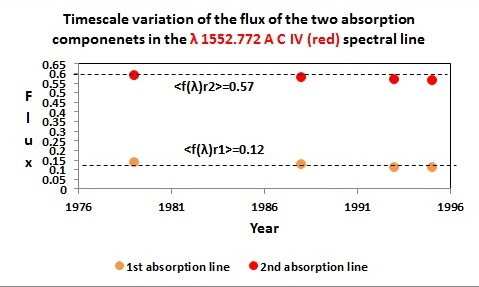 Timescale variation of the flux of the two absorption
componenets in the λ 1552.772 A C IV (red) spectral line
Flux
0.65
0.6
0.55
0.5
0.45
0.4
0.35
0.3
0.25
0.2
0.15
0.1
0.05
0
<f(λ)r2>=0.57
<f(λ)r1>=0.12
1976 1981 1986 1991 1996
Year
1st absorption line 2nd absorption line